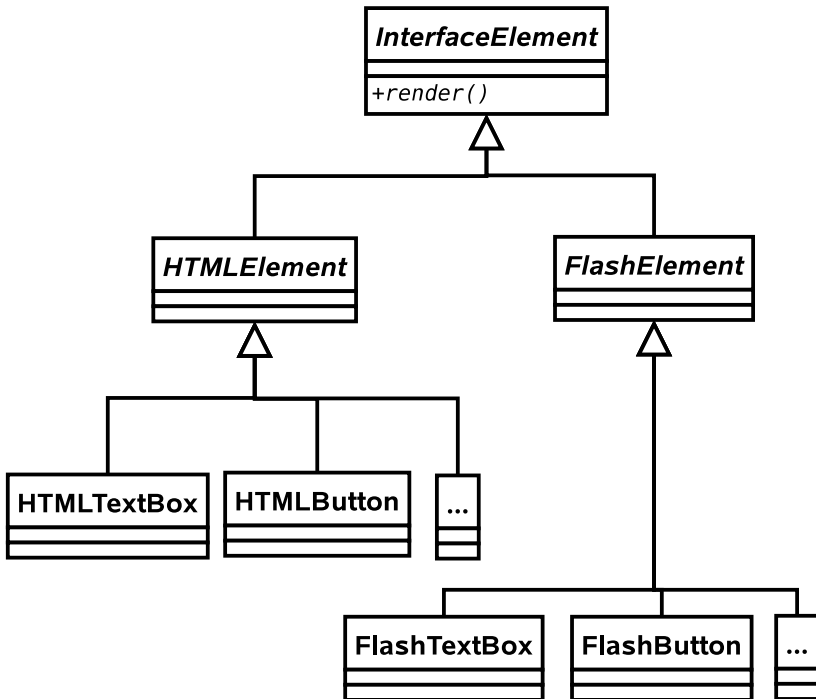 InterfaceElement
+render()
HTMLElement
FlashElement
HTMLTextBox
HTMLButton
...
FlashTextBox
FlashButton
...